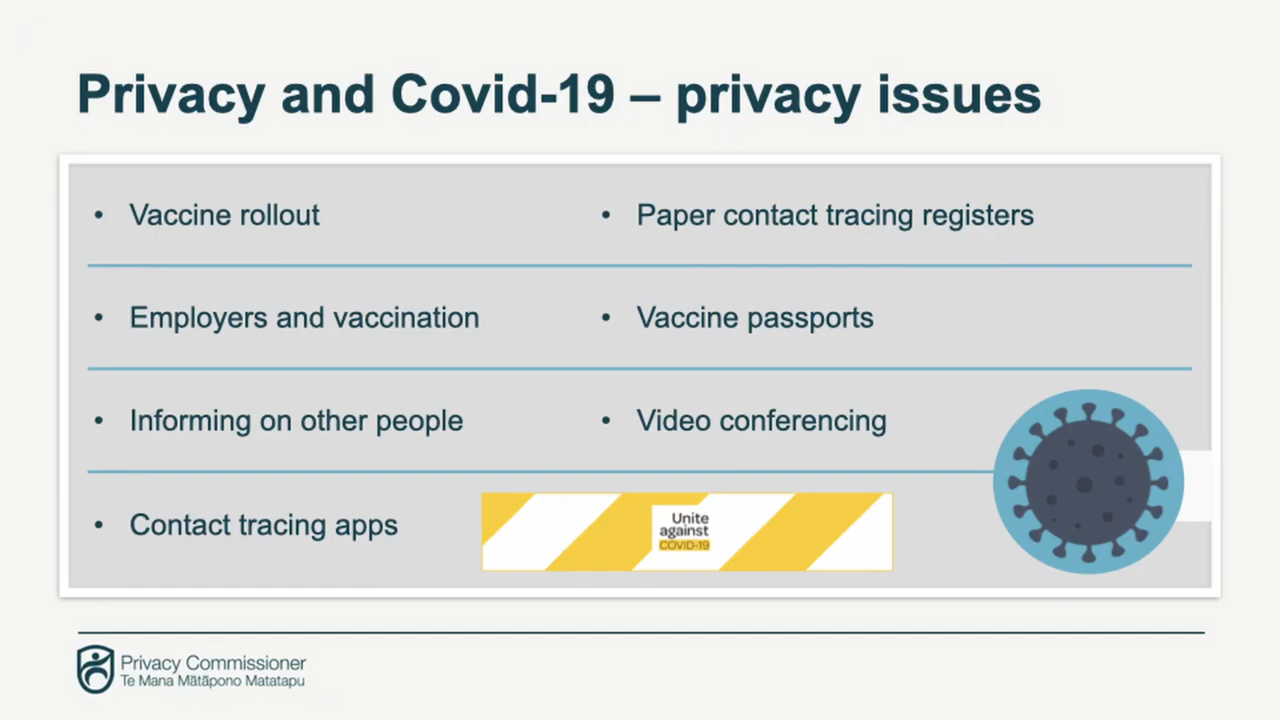 Privacy and Covid-19 – privacy issues
• Vaccine rollout
• Paper contact tracing registers
• Employers and vaccination
• Vaccine passports
• Informing on other people
• Video conferencing
• Contact tracing apps
Unite
against
COVID-19
Privacy Commissioner
Te Mana Mātāpono Matatapu